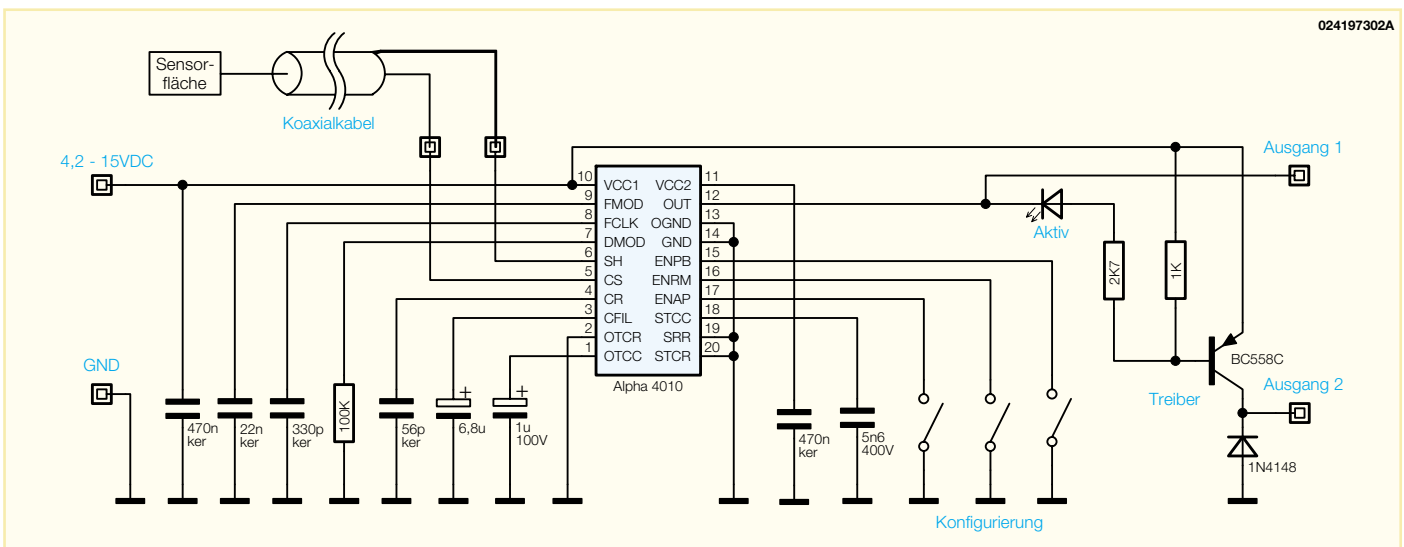 024197302A
Sensor-
fläche
Koaxialkabel
4,2 - 15VDC
Ausgang 1
10 VCC1 VCC2 11
9 FMOD OUT 12
8 FCLK OGND 13
7 DMOD GND 14
6 SH ENPB 15
5 CS ENRM 16
4 CR ENAP 17
3 CFIL STCC 18
2 OTCR SRR 19
1 OTCC STCR 20
Alpha 4010
Aktiv
2K7
1K
BC558C
Treiber
Ausgang 2
1N4148
GND
470n
ker
22n
ker
330p
ker
100K
56p
ker
+
6,8u
+
1u
100V
470n
ker
5n6
400V
Konfigurierung